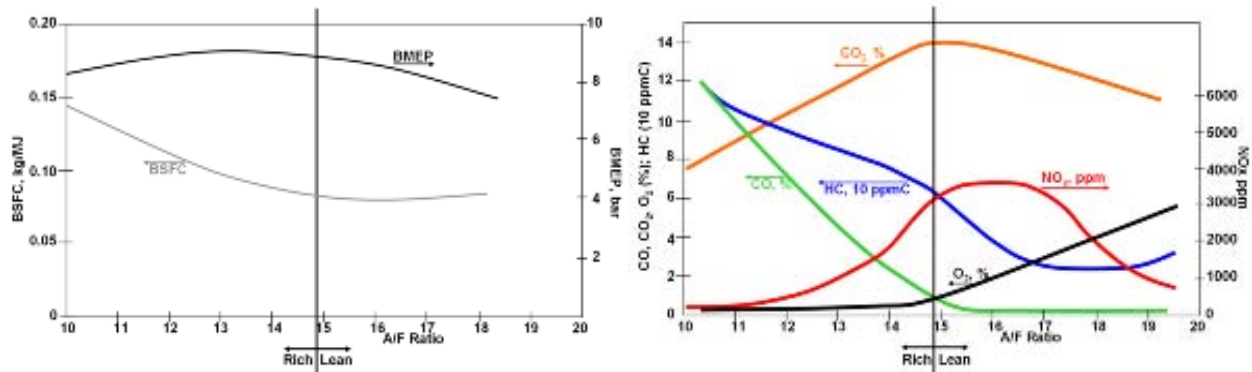 BSFC, kg/MJ
0.20
0.15
0.10
0.05
0
10
8
6
4
2
BMEP, bar
BMEP
BSFC
10 11 12 13 14 15 16 17 18 19 20
A/F Ratio
Rich Lean
CO, CO₂, O₂ (%); HC (10 ppmC)
14
12
10
8
6
4
2
0
6000
5000
4000
3000
2000
1000
0
NOx ppm
CO₂, %
CO, %
HC, 10 ppmC
NOₓ, ppm
O₂, %
10 11 12 13 14 15 16 17 18 19 20
A/F Ratio
Rich Lean